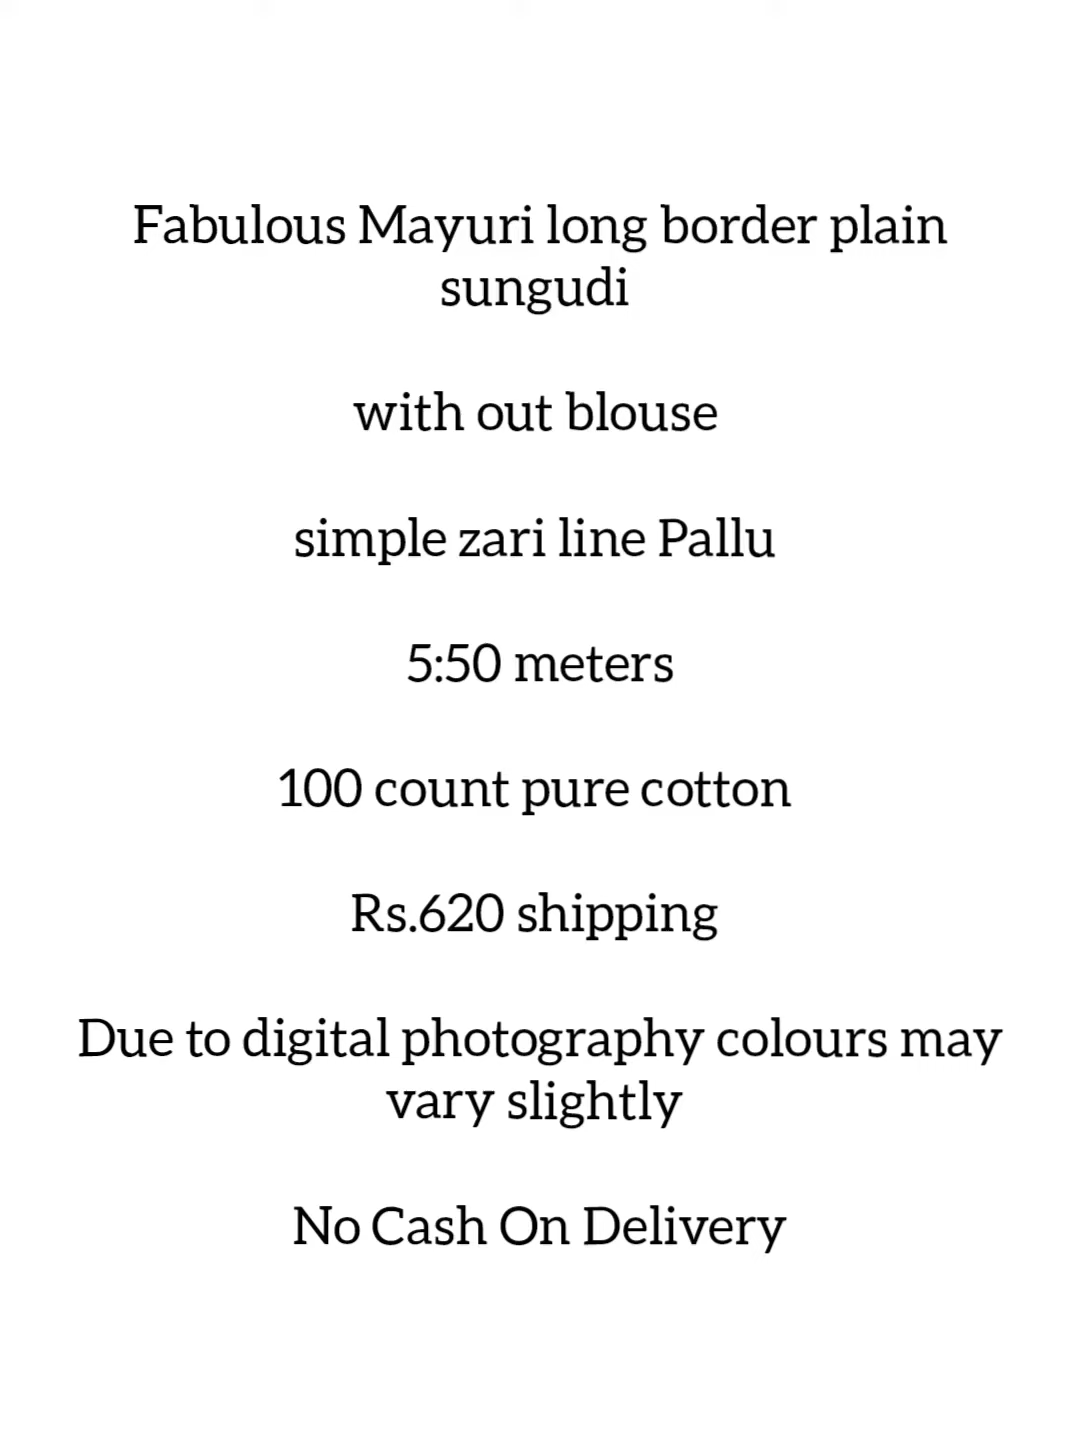 Fabulous Mayuri long border plain
sungudi
with out blouse
simple zari line Pallu
5:50 meters
100 count pure cotton
Rs.620 shipping
Due to digital photography colours may
vary slightly
No Cash On Delivery